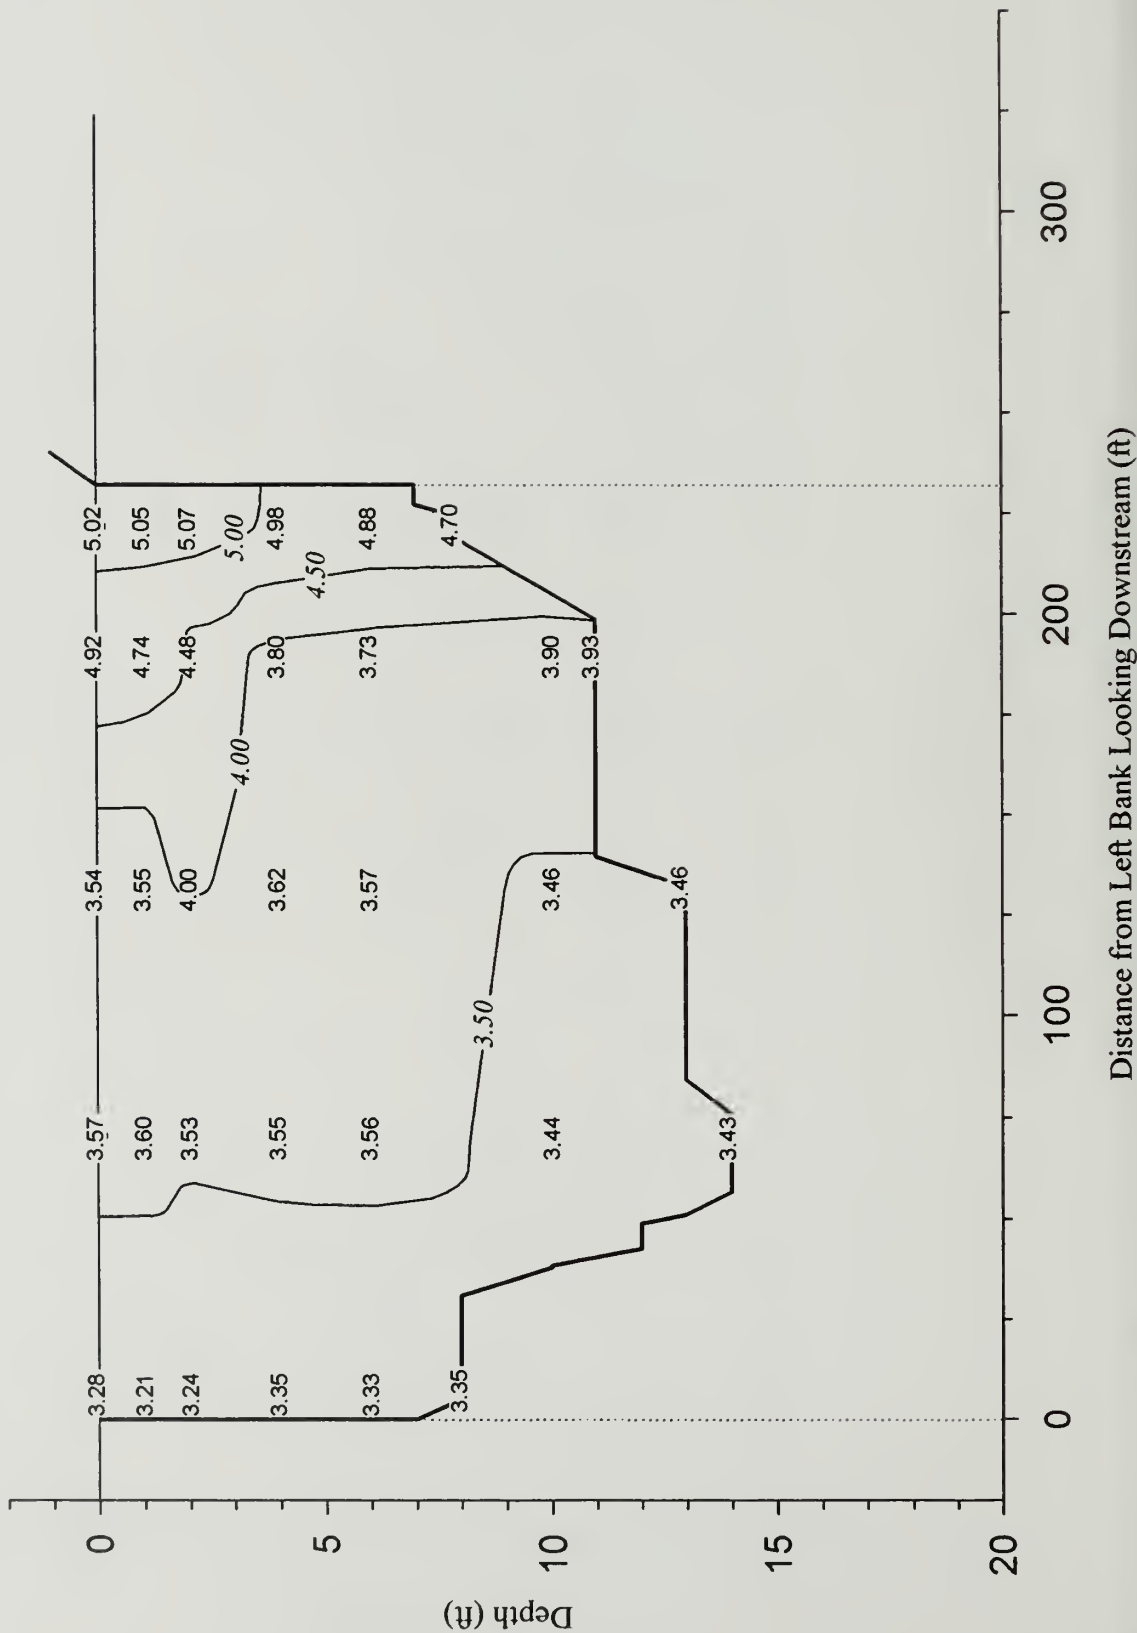 0 3.28 3.57 3.54 4.92 5.02
3.21 3.60 3.55 4.74 5.05
3.24 3.53 4.00 4.48 5.07
4.00 5.00
3.35 3.55 3.62 3.80 4.98
4.50
5
3.33 3.56 3.57 3.73 4.88
3.35 4.70
3.50
10 3.44 3.46 3.90
3.93
3.46
3.43
15
20
Depth (ft)
0 100 200 300
Distance from Left Bank Looking Downstream (ft)